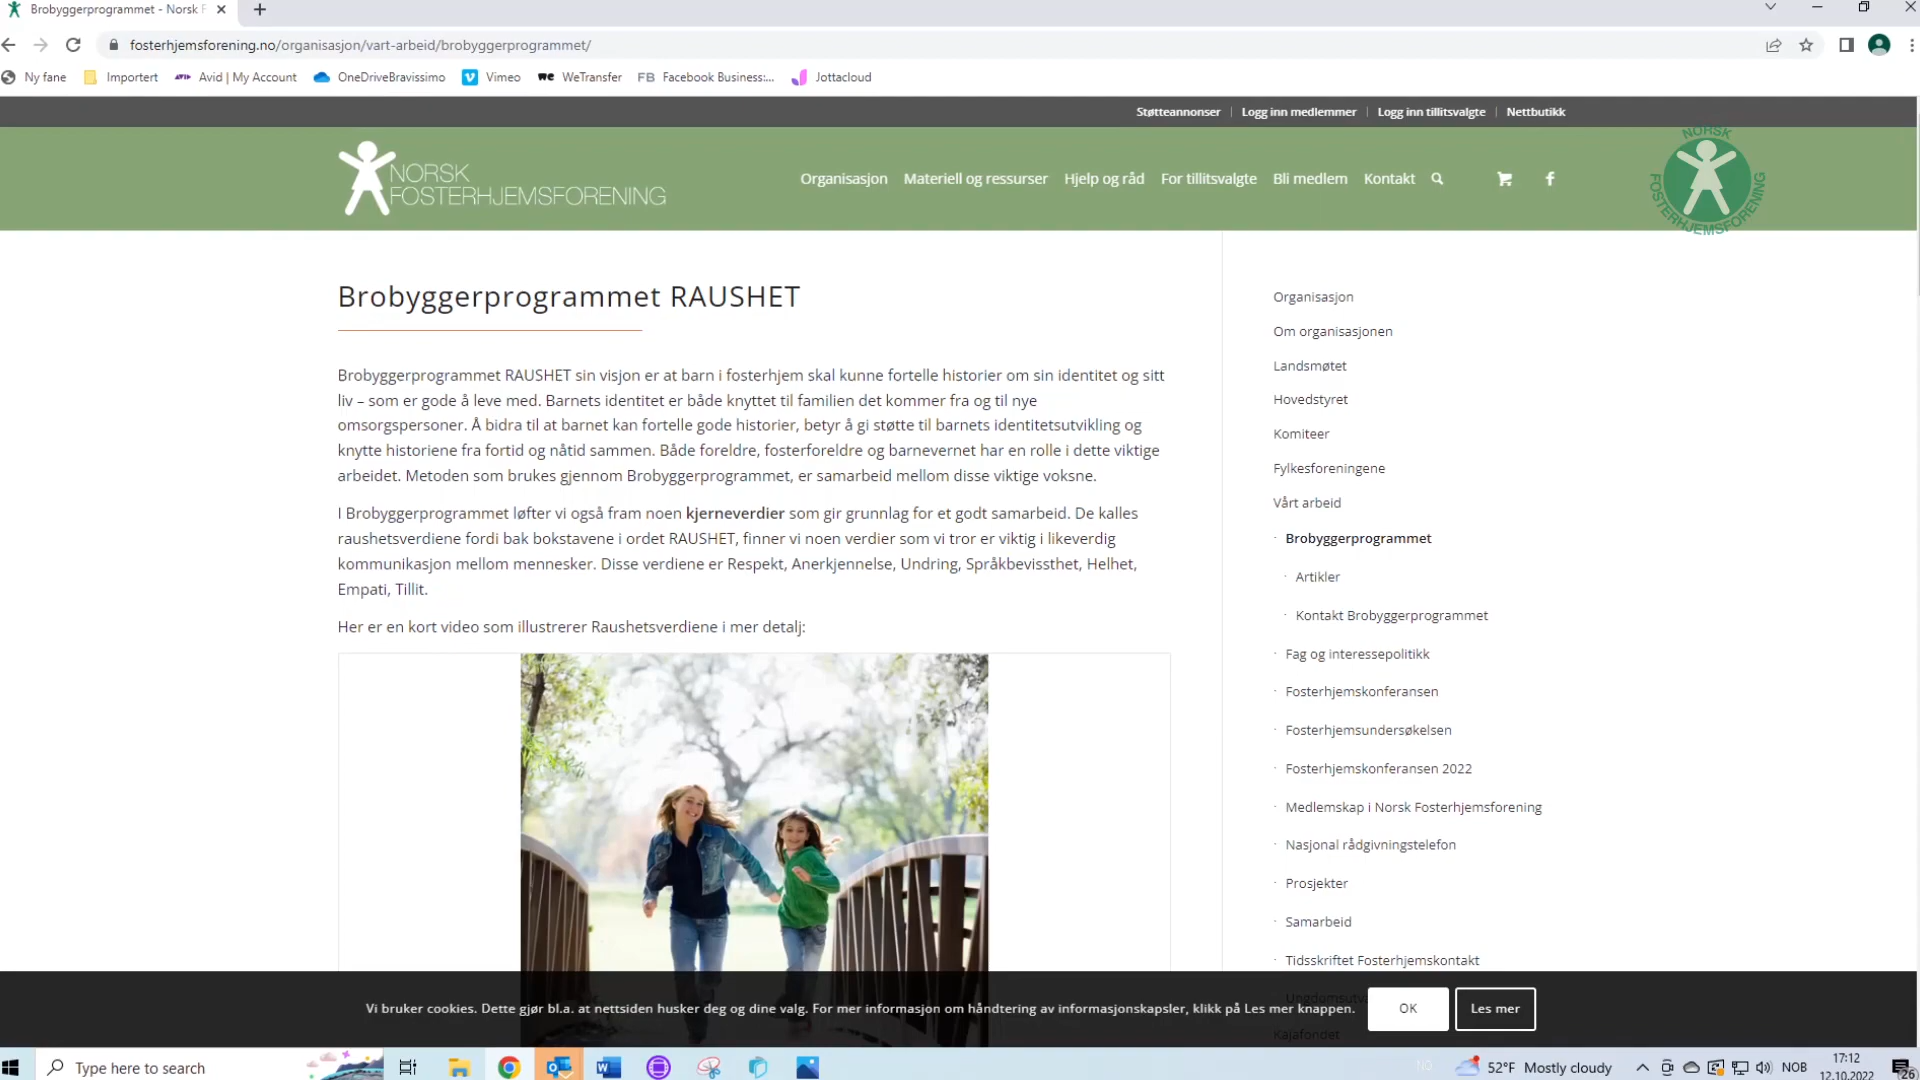 Brobyggerprogrammet - Norsk F
fosterhjemsforening.no/organisasjon/vart-arbeid/brobyggerprogrammet/
Ny fane
Importert
Avid | My Account
OneDriveBravissimo
Vimeo
we WeTransfer
FB Facebook Business:...
Jottacloud
Støtteannonser
Logg inn medlemmer
Logg inn tillitsvalgte
Nettbutikk
NORSK
FOSTERHJEMSFORENING
Organisasjon
Materiell og ressurser
Hjelp og råd
For tillitsvalgte
Bli medlem
Kontakt
NORSK
FOSTERHJEMSFORENING
Brobyggerprogrammet RAUSHET
Brobyggerprogrammet RAUSHET sin visjon er at barn i fosterhjem skal kunne fortelle historier om sin identitet og sitt
liv – som er gode å leve med. Barnets identitet er både knyttet til familien det kommer fra og til nye
omsorgspersoner. Å bidra til at barnet kan fortelle gode historier, betyr å gi støtte til barnets identitetsutvikling og
knytte historiene fra fortid og nåtid sammen. Både foreldre, fosterforeldre og barnevernet har en rolle i dette viktige
arbeidet. Metoden som brukes gjennom Brobyggerprogrammet, er samarbeid mellom disse viktige voksne.
I Brobyggerprogrammet løfter vi også fram noen kjerneverdier som gir grunnlag for et godt samarbeid. De kalles
raushetsverdiene fordi bak bokstavene i ordet RAUSHET, finner vi noen verdier som vi tror er viktig i likeverdig
kommunikasjon mellom mennesker. Disse verdiene er Respekt, Anerkjennelse, Undring, Språkbevissthet, Helhet,
Empati, Tillit.
Her er en kort video som illustrerer Raushetsverdiene i mer detalj:
Organisasjon
Om organisasjonen
Landsmøtet
Hovedstyret
Komiteer
Fylkesforeningene
Vårt arbeid
Brobyggerprogrammet
Artikler
Kontakt Brobyggerprogrammet
Fag og interessepolitikk
Fosterhjemskonferansen
Fosterhjemsundersøkelsen
Fosterhjemskonferansen 2022
Medlemskap i Norsk Fosterhjemsforening
Nasjonal rådgivningstelefon
Prosjekter
Samarbeid
Tidsskriftet Fosterhjemskontakt
Kajafondet
Vi bruker cookies. Dette gjør bl.a. at nettsiden husker deg og dine valg. For mer informasjon om håndtering av informasjonskapsler, klikk på Les mer knappen.
OK
Les mer
Type here to search
52°F Mostly cloudy
NOB
17:12
12.10.2022
26